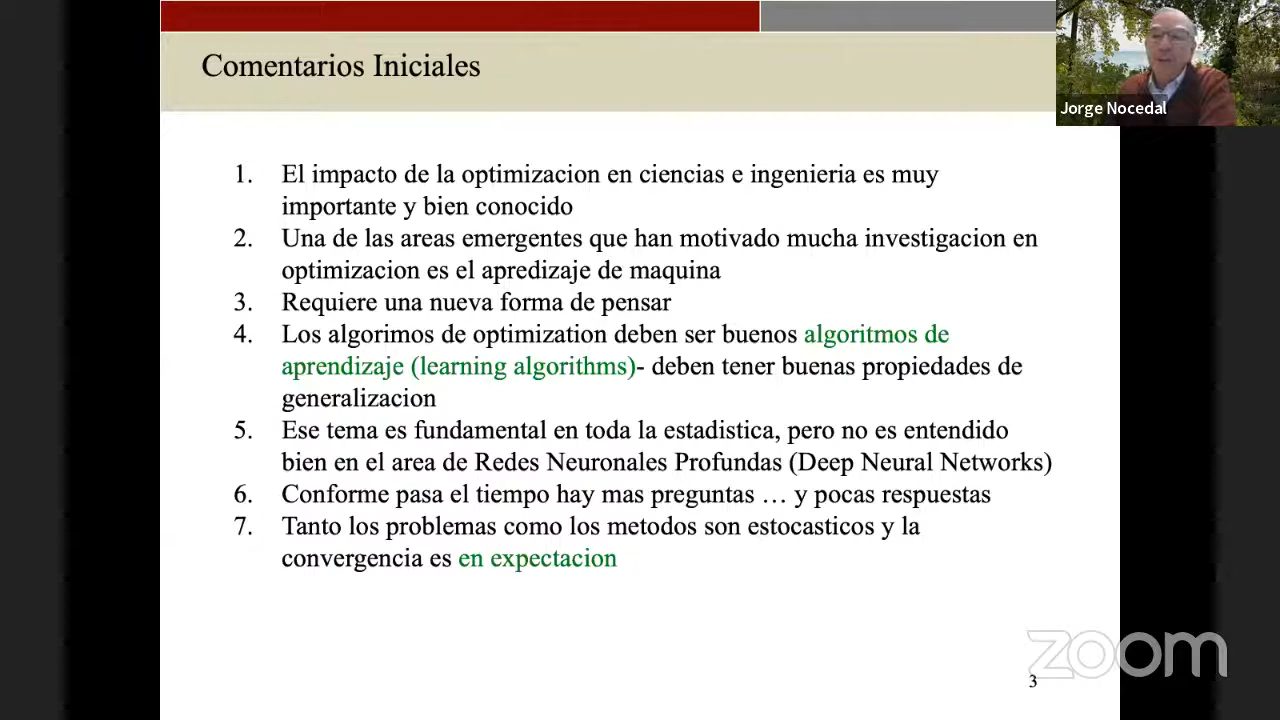 Comentarios Iniciales
Jorge Nocedal
1. El impacto de la optimizacion en ciencias e ingenieria es muy
importante y bien conocido
2. Una de las areas emergentes que han motivado mucha investigacion en
optimizacion es el apredizaje de maquina
3. Requiere una nueva forma de pensar
4. Los algorimos de optimization deben ser buenos algoritmos de
aprendizaje (learning algorithms)- deben tener buenas propiedades de
generalizacion
5. Ese tema es fundamental en toda la estadistica, pero no es entendido
bien en el area de Redes Neuronales Profundas (Deep Neural Networks)
6. Conforme pasa el tiempo hay mas preguntas … y pocas respuestas
7. Tanto los problemas como los metodos son estocasticos y la
convergencia es en expectacion
zoom
3